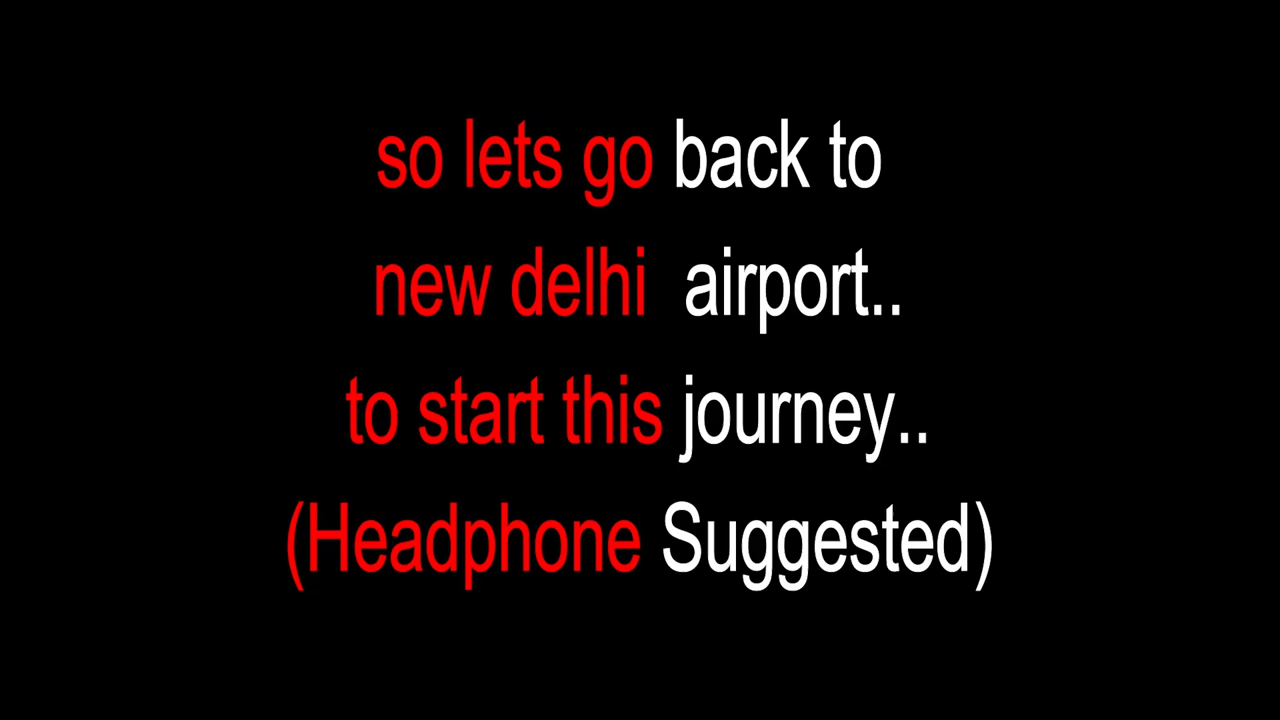 so lets go back to
new delhi  airport..
to start this journey..
(Headphone Suggested)